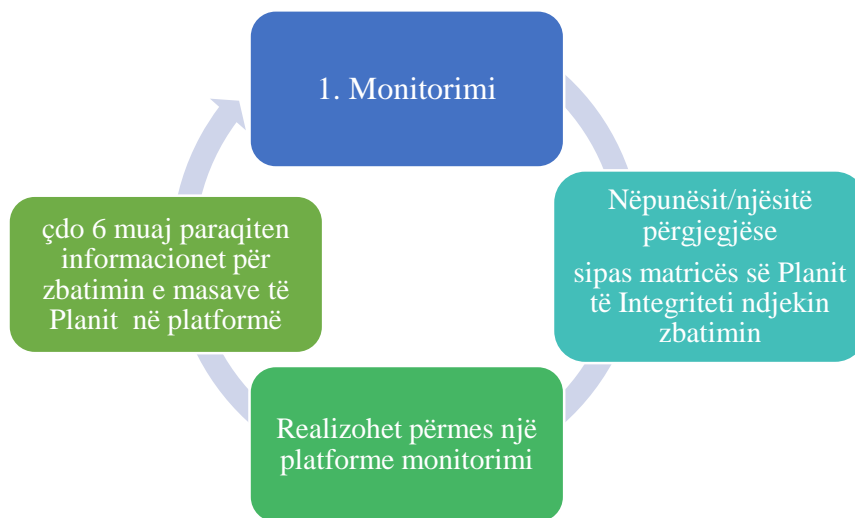 1. Monitorimi
Nëpunësit/njësitë
përgjegjëse
sipas matricës së Planit
të Integriteti ndjekin
zbatimin
Realizohet përmes një
platforme monitorimi
çdo 6 muaj paraqiten
informacionet për
zbatimin e masave të
Planit në platformë